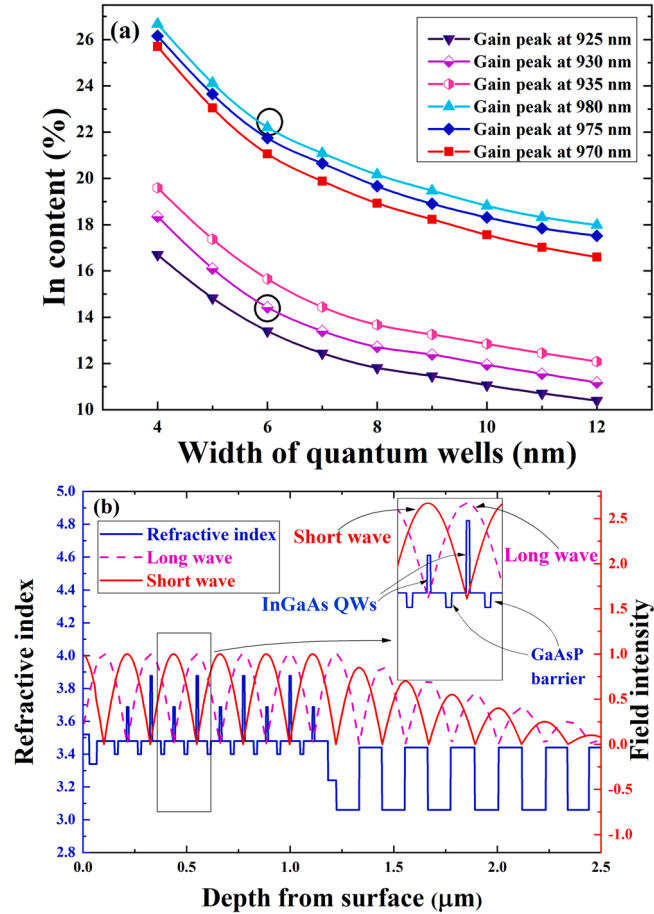 (a)
26
24
22
20
18
16
14
12
10
In content (%)
Gain peak at 925 nm
Gain peak at 930 nm
Gain peak at 935 nm
Gain peak at 980 nm
Gain peak at 975 nm
Gain peak at 970 nm
4 6 8 10 12
Width of quantum wells (nm)
(b)
5.0
4.8
4.4
4.0
3.8
3.6
3.4
3.0
2.8
Refractive index
Refractive index
Long wave
Short wave
Short wave
Long wave
InGaAs QWs
GaAsP
barrier
2.5
2.0
1.5
1.0
0.5
0.0
-0.5
-1.0
Field intensity
0.0 0.5 1.0 1.5 2.0 2.5
Depth from surface (μm)